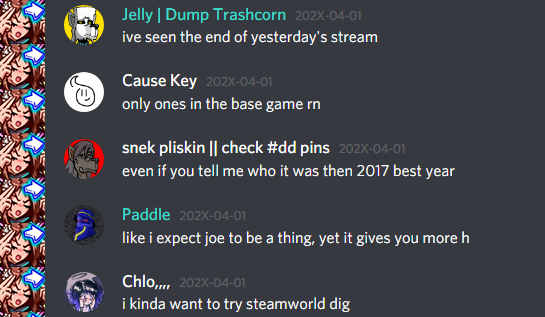 Jelly | Dump Trashcorn 202X-04-01
ive seen the end of yesterday's stream
Cause Key 202X-04-01
only ones in the base game rn
snek pliskin || check #dd pins 202X-04-01
even if you tell me who it was then 2017 best year
Paddle 202X-04-01
like i expect joe to be a thing, yet it gives you more h
Chlo,,,, 202X-04-01
i kinda want to try steamworld dig